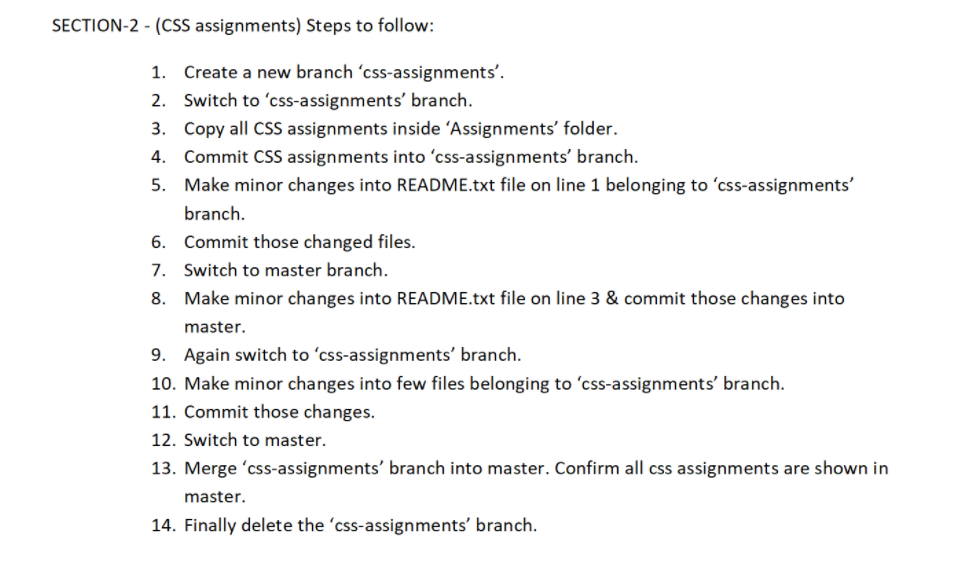 SECTION-2 - (CSS assignments) Steps to follow:
1. Create a new branch ‘css-assignments’.
2. Switch to ‘css-assignments’ branch.
3. Copy all CSS assignments inside ‘Assignments’ folder.
4. Commit CSS assignments into ‘css-assignments’ branch.
5. Make minor changes into README.txt file on line 1 belonging to ‘css-assignments’
branch.
6. Commit those changed files.
7. Switch to master branch.
8. Make minor changes into README.txt file on line 3 & commit those changes into
master.
9. Again switch to ‘css-assignments’ branch.
10. Make minor changes into few files belonging to ‘css-assignments’ branch.
11. Commit those changes.
12. Switch to master.
13. Merge ‘css-assignments’ branch into master. Confirm all css assignments are shown in
master.
14. Finally delete the ‘css-assignments’ branch.